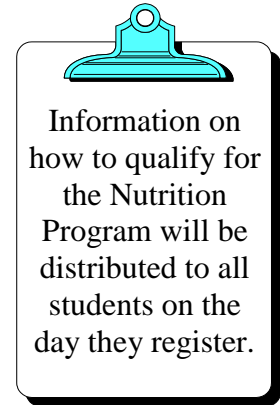 Information on
how to qualify for
the Nutrition
Program will be
distributed to all
students on the
day they register.